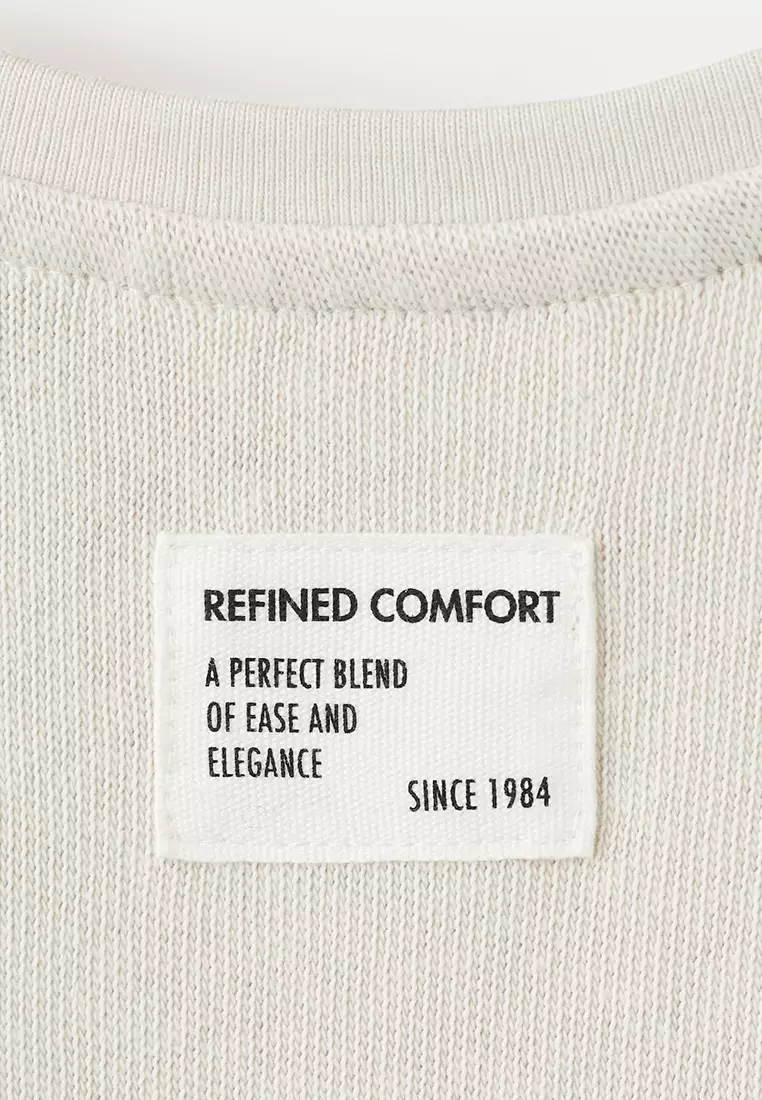 REFINED COMFORT
A PERFECT BLEND
OF EASE AND
ELEGANCE
SINCE 1984